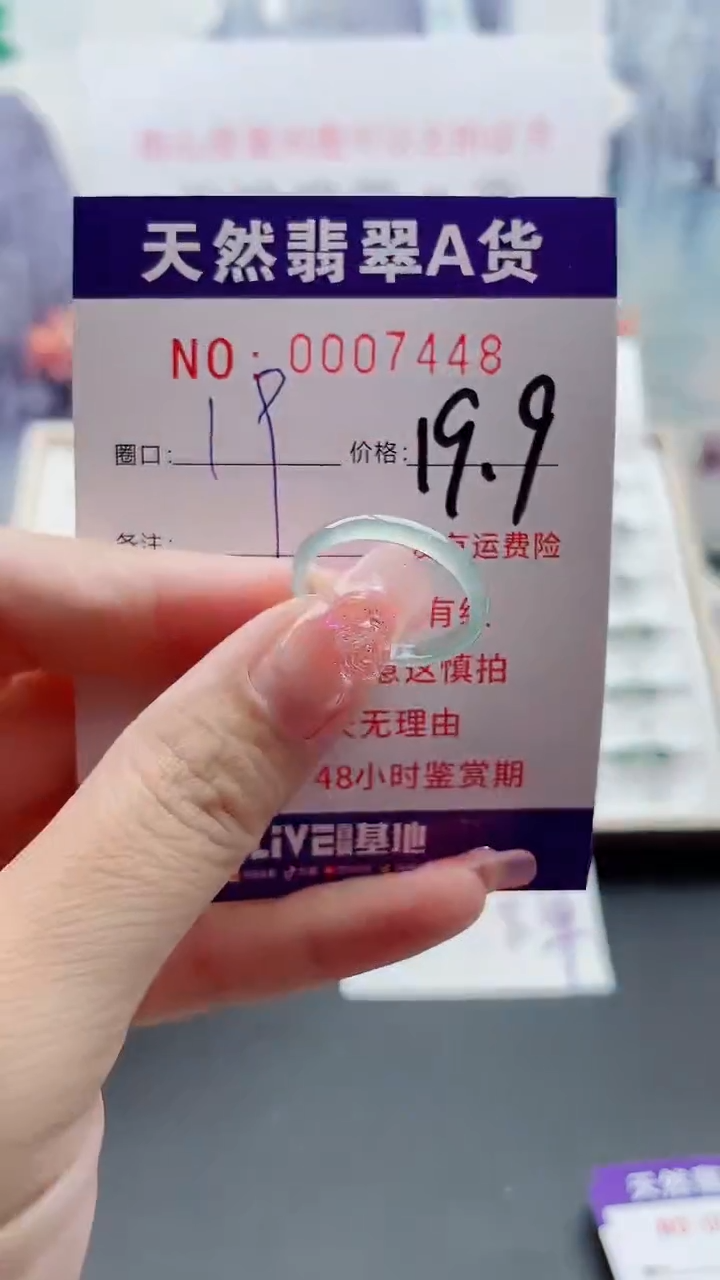 天然翡翠A货
NO: 0007448
圈口: 19 价格: 19.9
备注:
运费险
有
慎拍
无理由
48小时鉴赏期
LIVE 基地